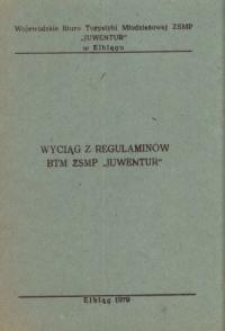 Wojewódzkie Biuro Turystyki Młodzieżowej ZSMP
„JUWENTUR"
w Elblągu
WYCIĄG Z REGULAMINÓW
BTM ZSMP „JUWENTUR"
Elbląg 1979